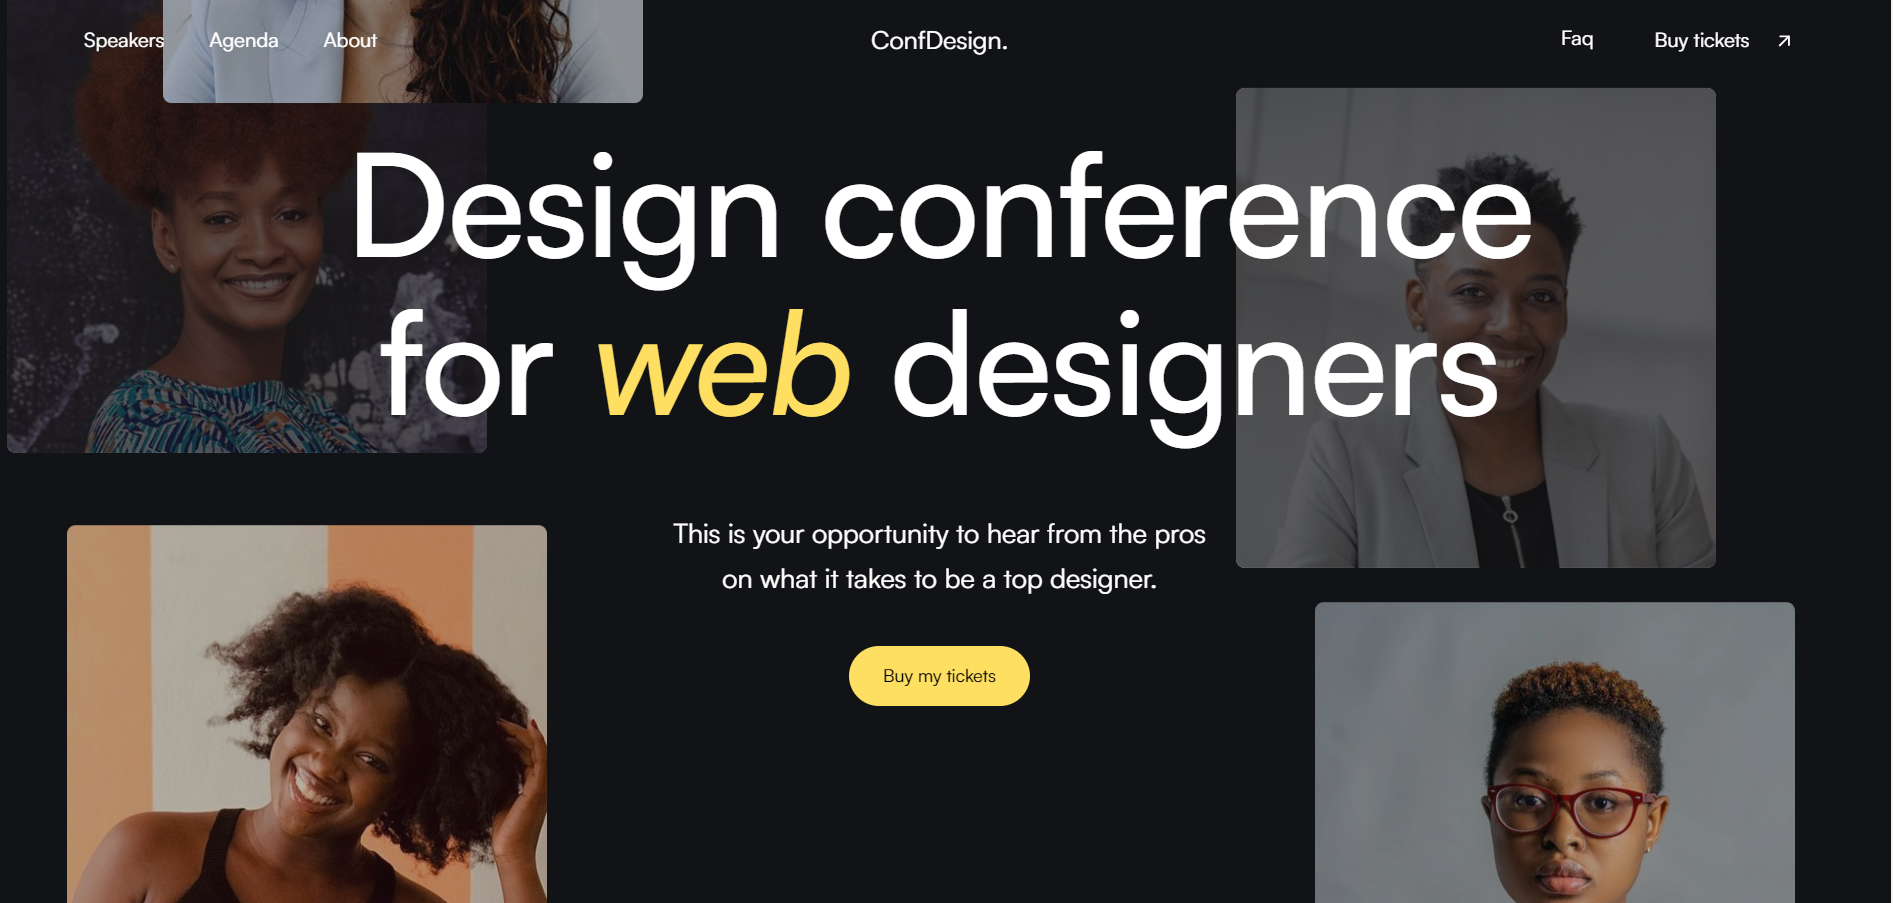 Speakers Agenda About ConfDesign. Faq Buy tickets
Design conference
for web designers
This is your opportunity to hear from the pros
on what it takes to be a top designer.
Buy my tickets